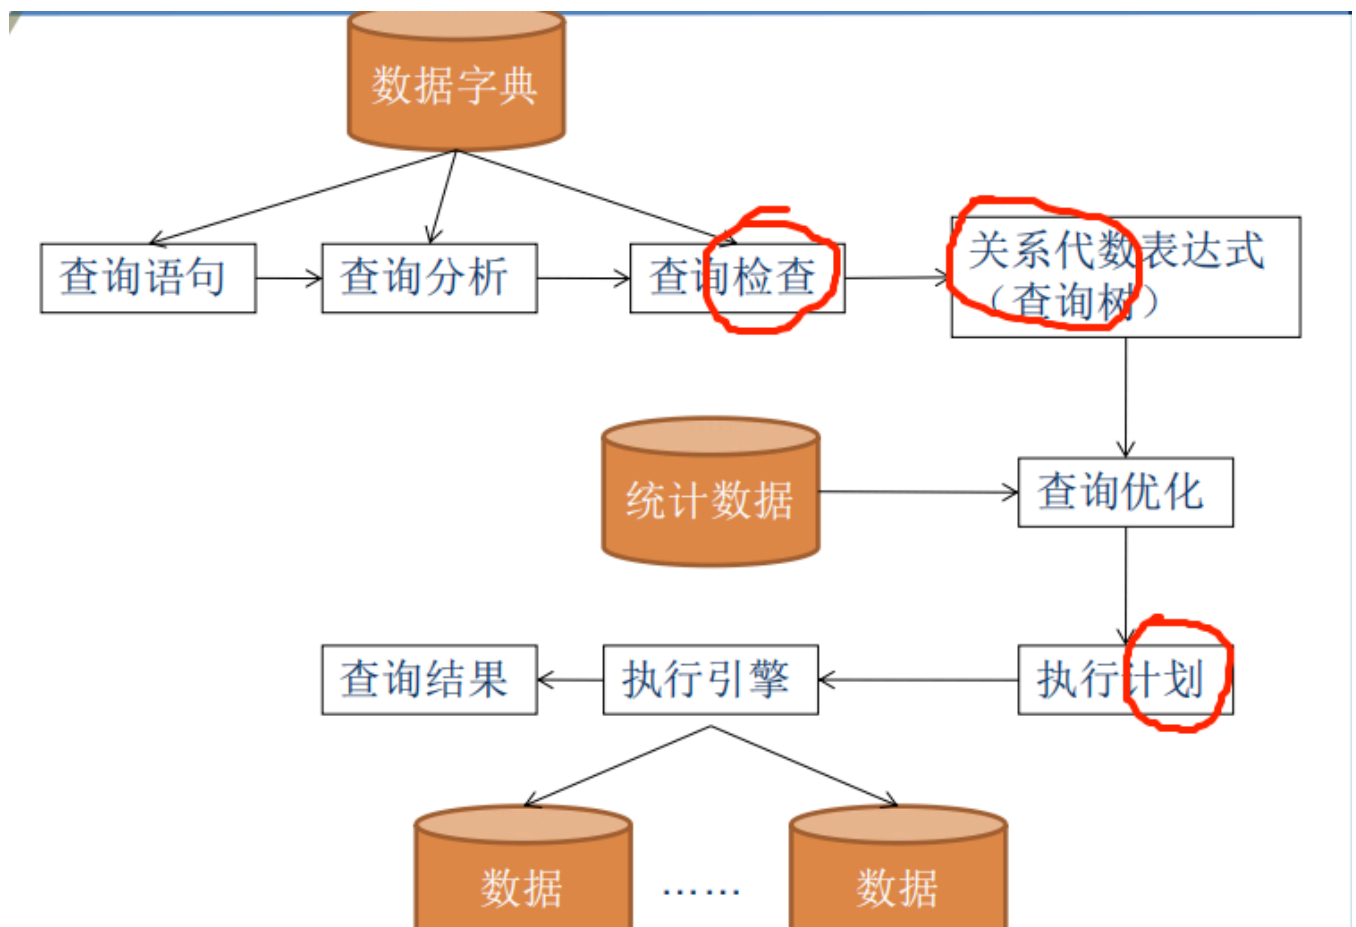 数据字典
查询语句
查询分析
查询检查
关系代数表达式
（查询树）
统计数据
查询优化
查询结果
执行引擎
执行计划
数据
……
数据